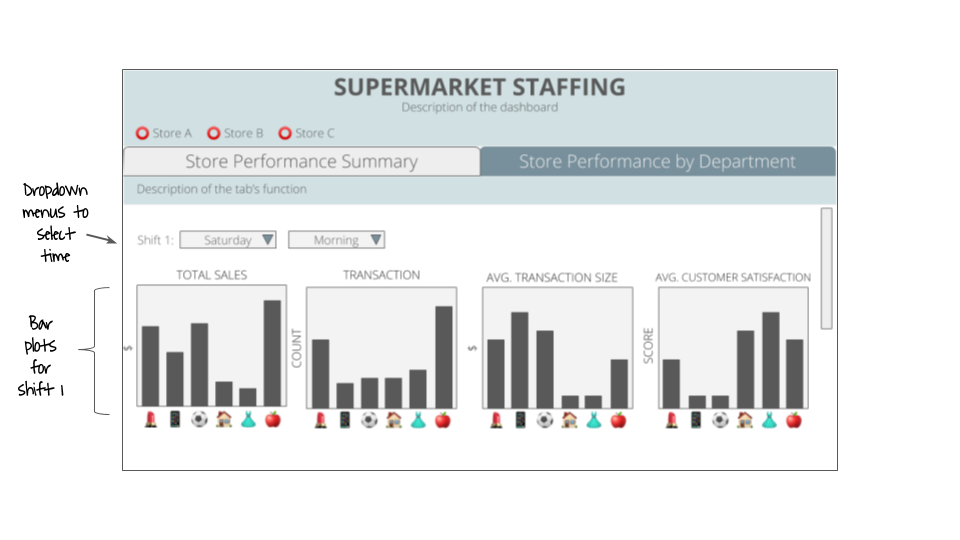 SUPERMARKET STAFFING
Description of the dashboard
Store A Store B Store C
Store Performance Summary Store Performance by Department
Description of the tab's function
Dropdown
menus to
select
time
Shift 1: Saturday Morning
TOTAL SALES TRANSACTION AVG. TRANSACTION SIZE AVG. CUSTOMER SATISFACTION
Bar
plots
for
shift 1
$ COUNT $ SCORE